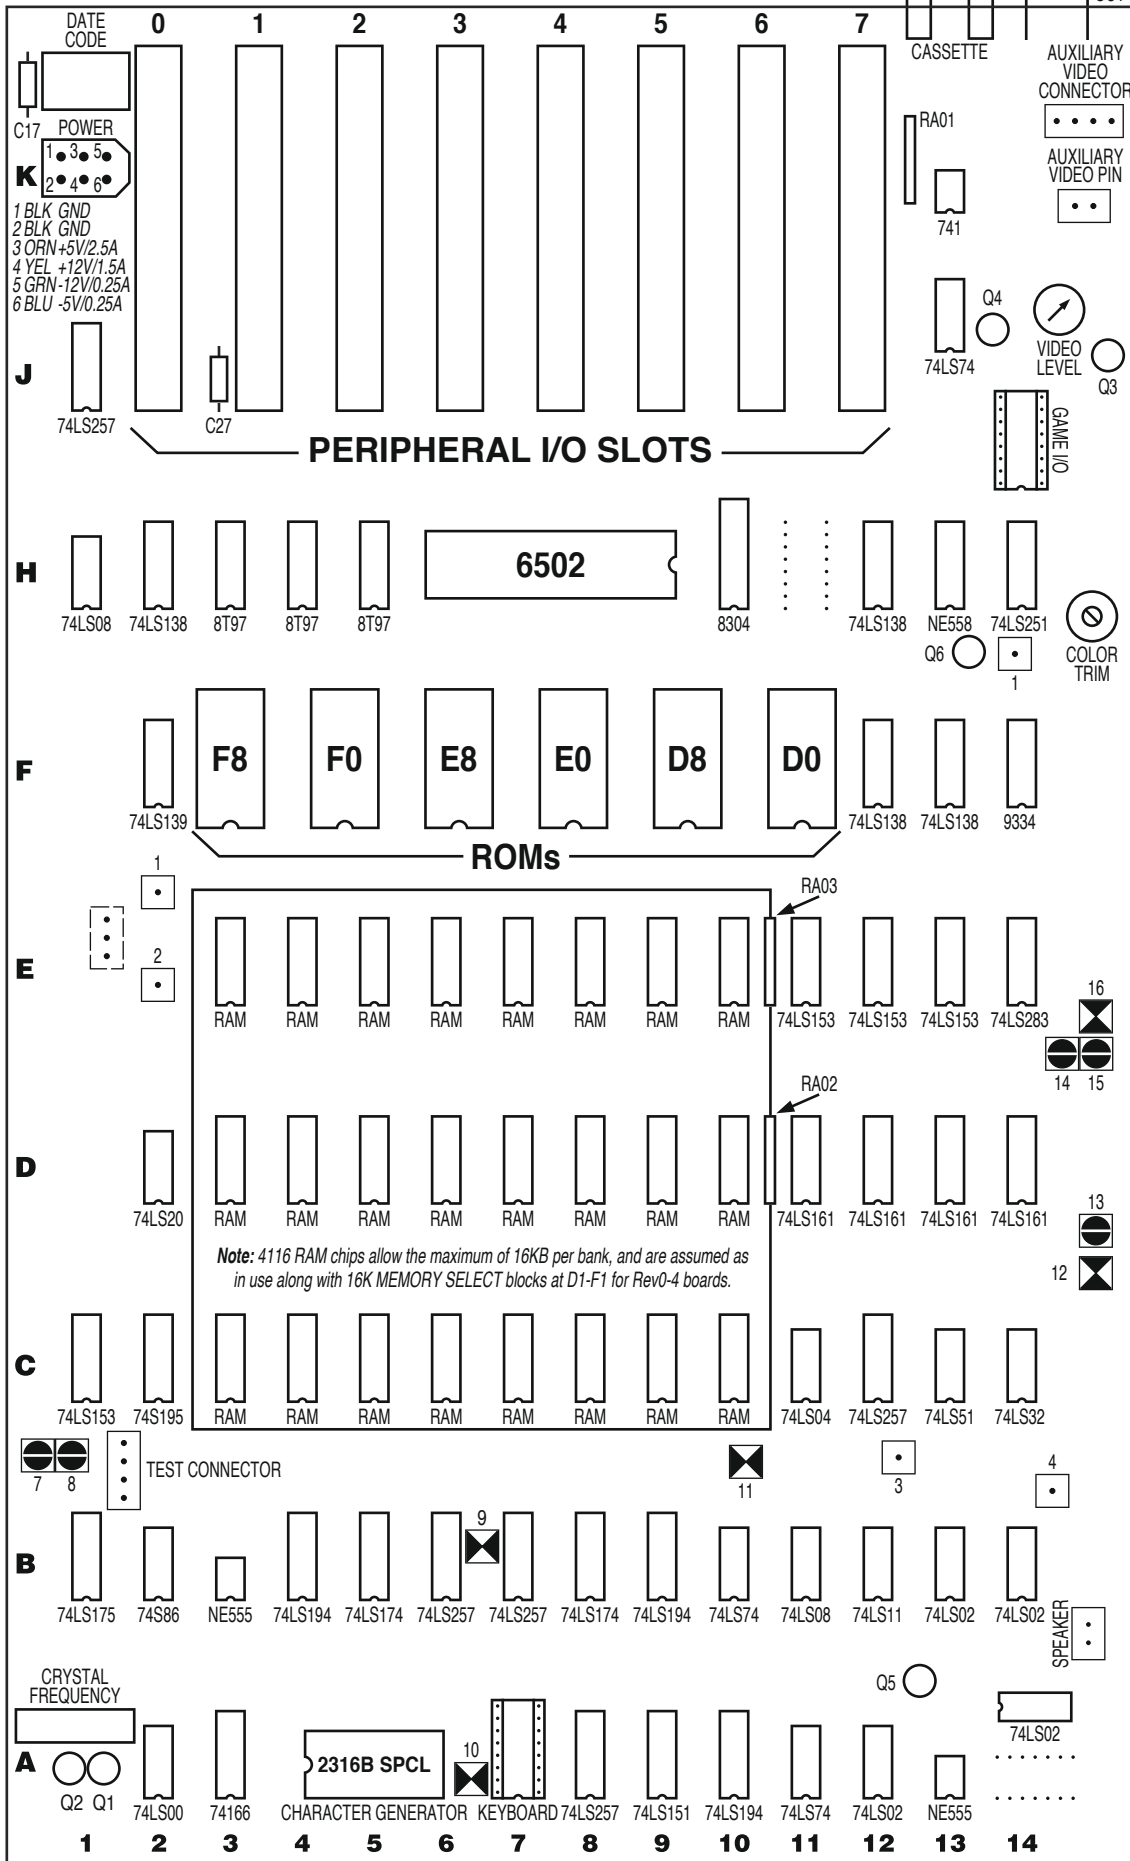 DATE
CODE
0 1 2 3 4 5 6 7
CASSETTE
AUXILIARY
VIDEO
CONNECTOR
C17
POWER
1 3 5
K
2 4 6
RA01
AUXILIARY
VIDEO PIN
741
1 BLK GND
2 BLK GND
3 ORN +5V/2.5A
4 YEL +12V/1.5A
5 GRN -12V/0.25A
6 BLU -5V/0.25A
Q4
VIDEO
LEVEL
J
74LS74
Q3
74LS257
C27
GAME I/O
PERIPHERAL I/O SLOTS
H
6502
74LS08 74LS138 8T97 8T97 8T97 8304 74LS138 NE558 74LS251
Q6
1
COLOR
TRIM
F
F8 F0 E8 E0 D8 D0
74LS139 74LS138 74LS138 9334
ROMs
1
RA03
E
2
16
RAM RAM RAM RAM RAM RAM RAM RAM 74LS153 74LS153 74LS153 74LS283
14 15
RA02
D
13
74LS20 RAM RAM RAM RAM RAM RAM RAM RAM 74LS161 74LS161 74LS161 74LS161
Note: 4116 RAM chips allow the maximum of 16KB per bank, and are assumed as
in use along with 16K MEMORY SELECT blocks at D1-F1 for Rev0-4 boards.
12
C
74LS153 74S195 RAM RAM RAM RAM RAM RAM RAM RAM 74LS04 74LS257 74LS51 74LS32
7 8
TEST CONNECTOR
11
3
4
9
B
74LS175 74S86 NE555 74LS194 74LS174 74LS257 74LS257 74LS174 74LS194 74LS74 74LS08 74LS11 74LS02 74LS02
SPEAKER
CRYSTAL
FREQUENCY
Q5
74LS02
A
2316B SPCL
10
Q2 Q1
74LS00 74166 CHARACTER GENERATOR KEYBOARD 74LS257 74LS151 74LS194 74LS74 74LS02 NE555
1 2 3 4 5 6 7 8 9 10 11 12 13 14